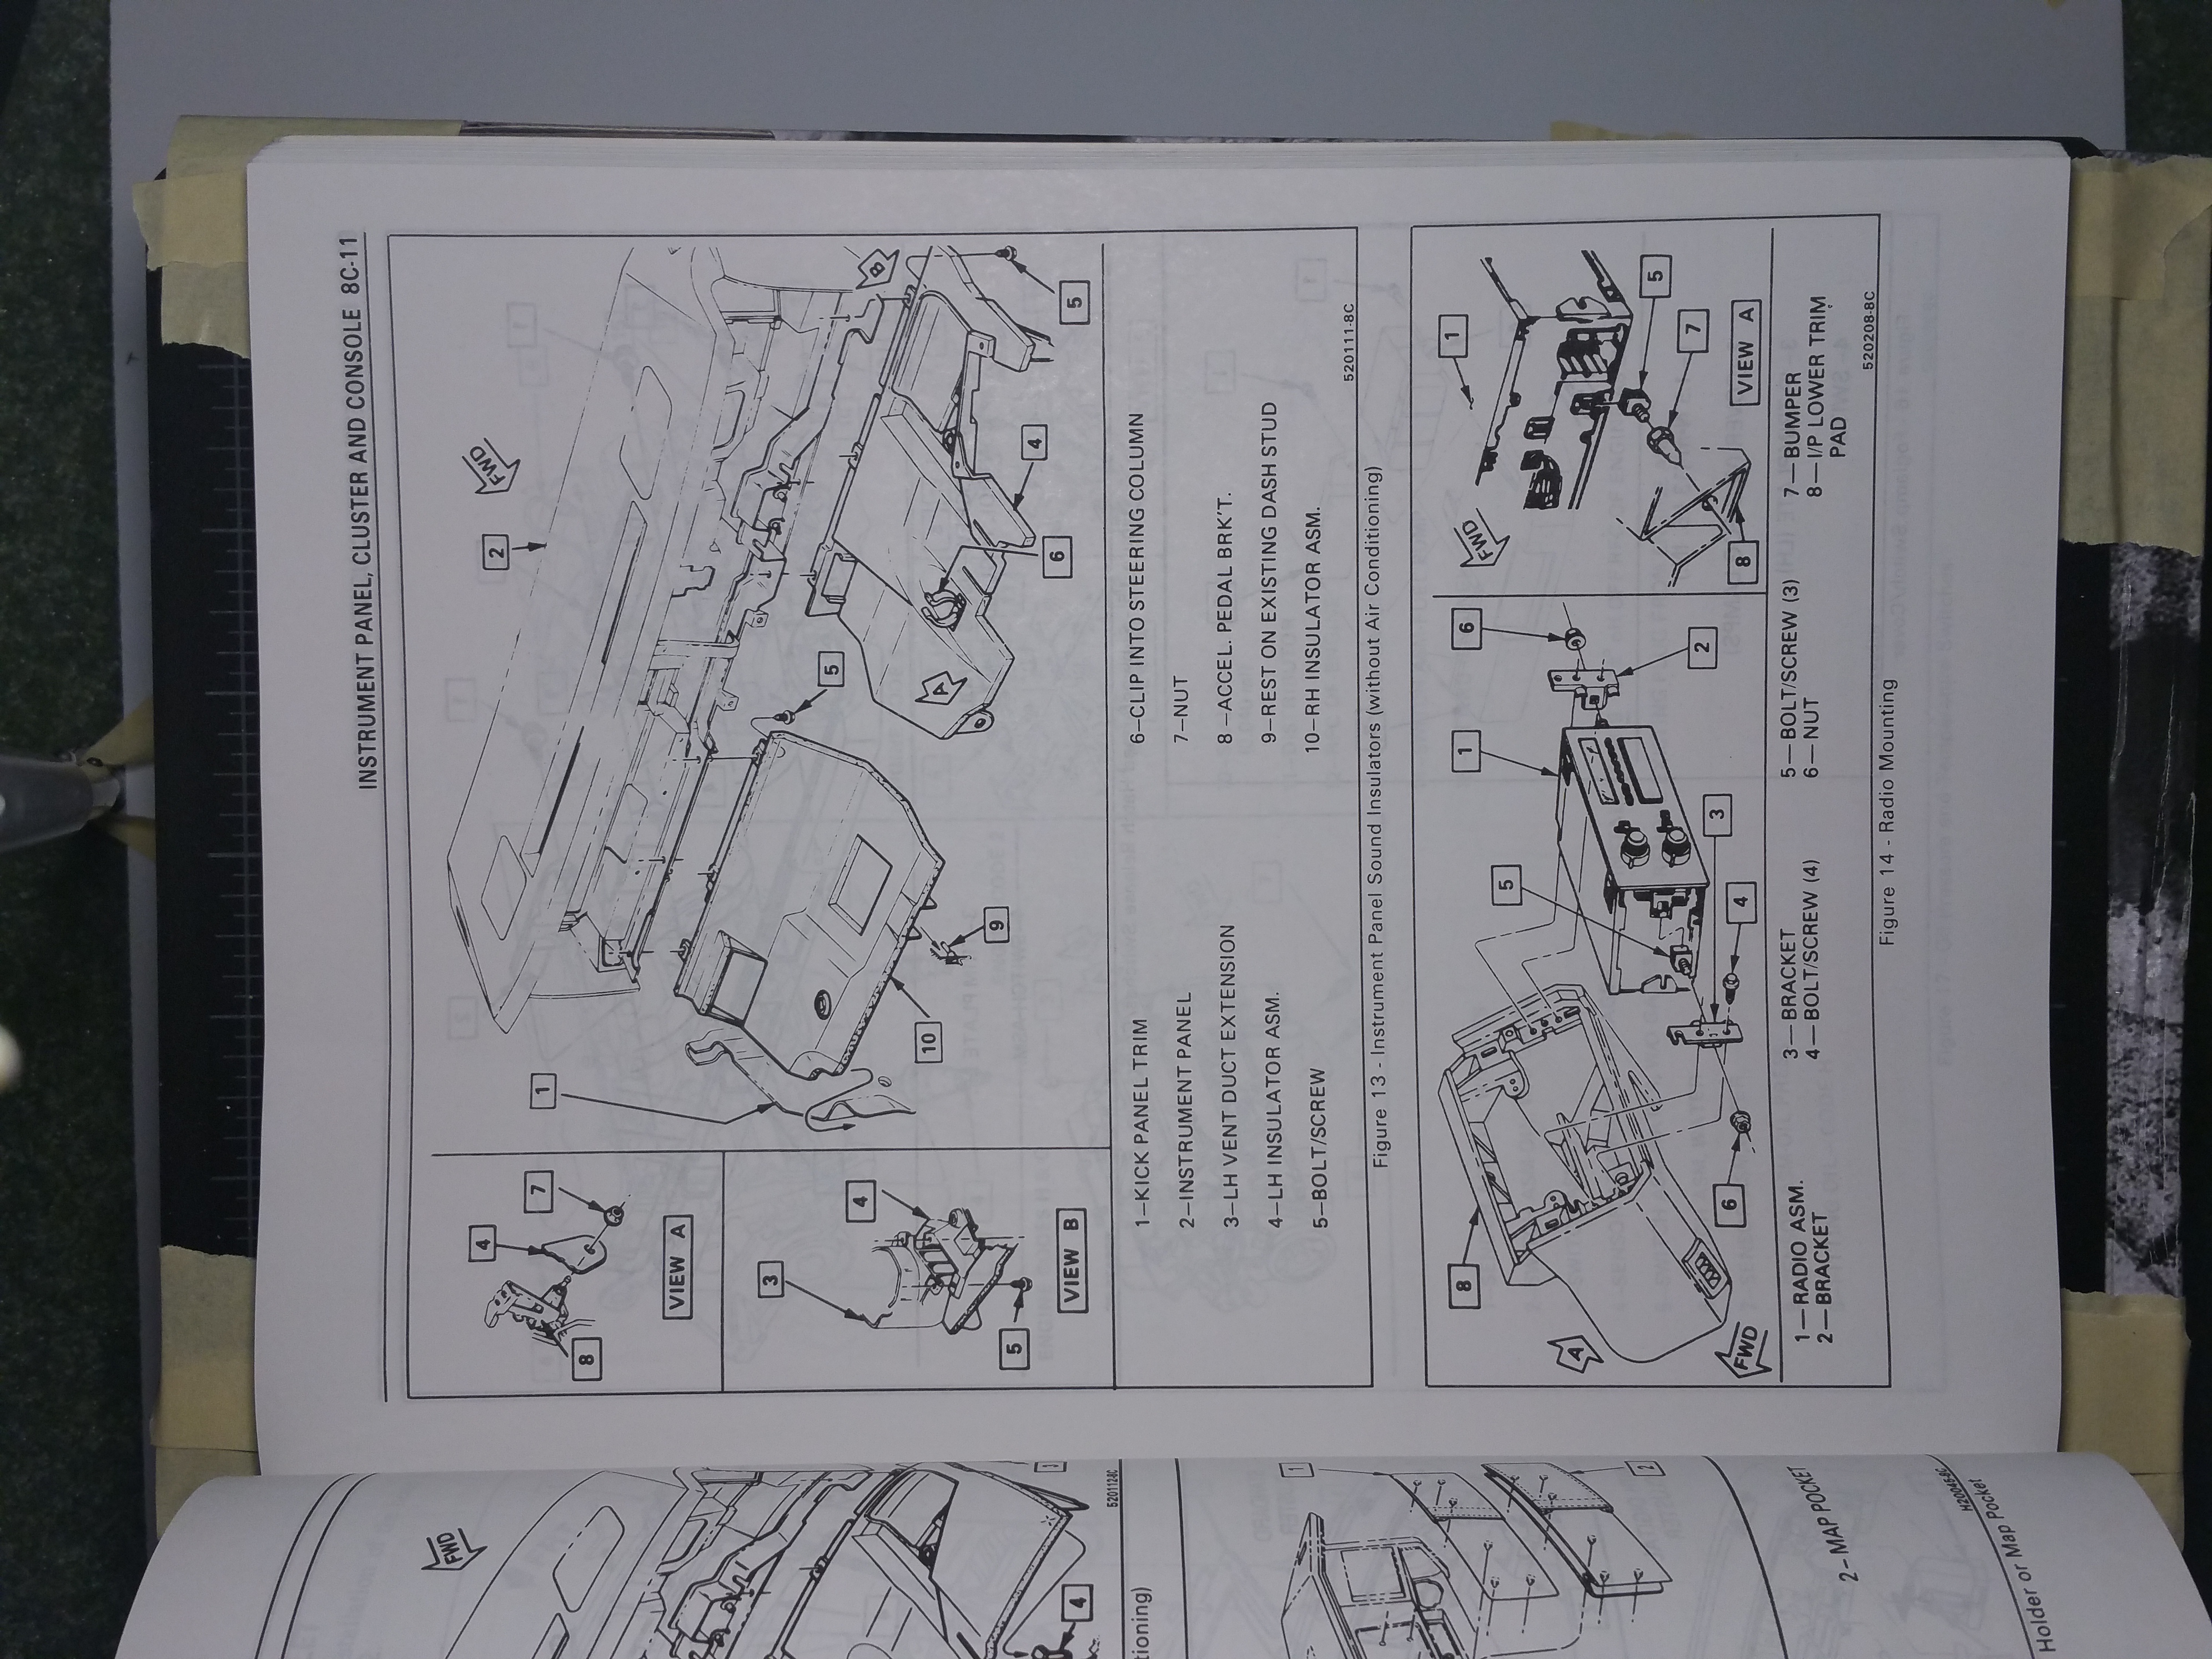 INSTRUMENT PANEL, CLUSTER AND CONSOLE 8C-11
4
7
8
VIEW A
3
4
5
VIEW B
1
2
FWD
B
5
5
4
6
A
9
10
1–KICK PANEL TRIM
2–INSTRUMENT PANEL
3–LH VENT DUCT EXTENSION
4–LH INSULATOR ASM.
5–BOLT/SCREW
6–CLIP INTO STEERING COLUMN
7–NUT
8–ACCEL. PEDAL BRK'T.
9–REST ON EXISTING DASH STUD
10–RH INSULATOR ASM.
520111-8C
Figure 13 - Instrument Panel Sound Insulators (without Air Conditioning)
8
A
FWD
6
5
1
6
2
3
4
FWD
1
5
7
8
VIEW A
1—RADIO ASM.
2—BRACKET
3—BRACKET
4—BOLT/SCREW (4)
5—BOLT/SCREW (3)
6—NUT
7—BUMPER
8—I/P LOWER TRIM
PAD
520208-8C
Figure 14 - Radio Mounting
FWD
4
520112-8C
tioning)
1
2
2-MAP POCKET
Holder or Map Pocket